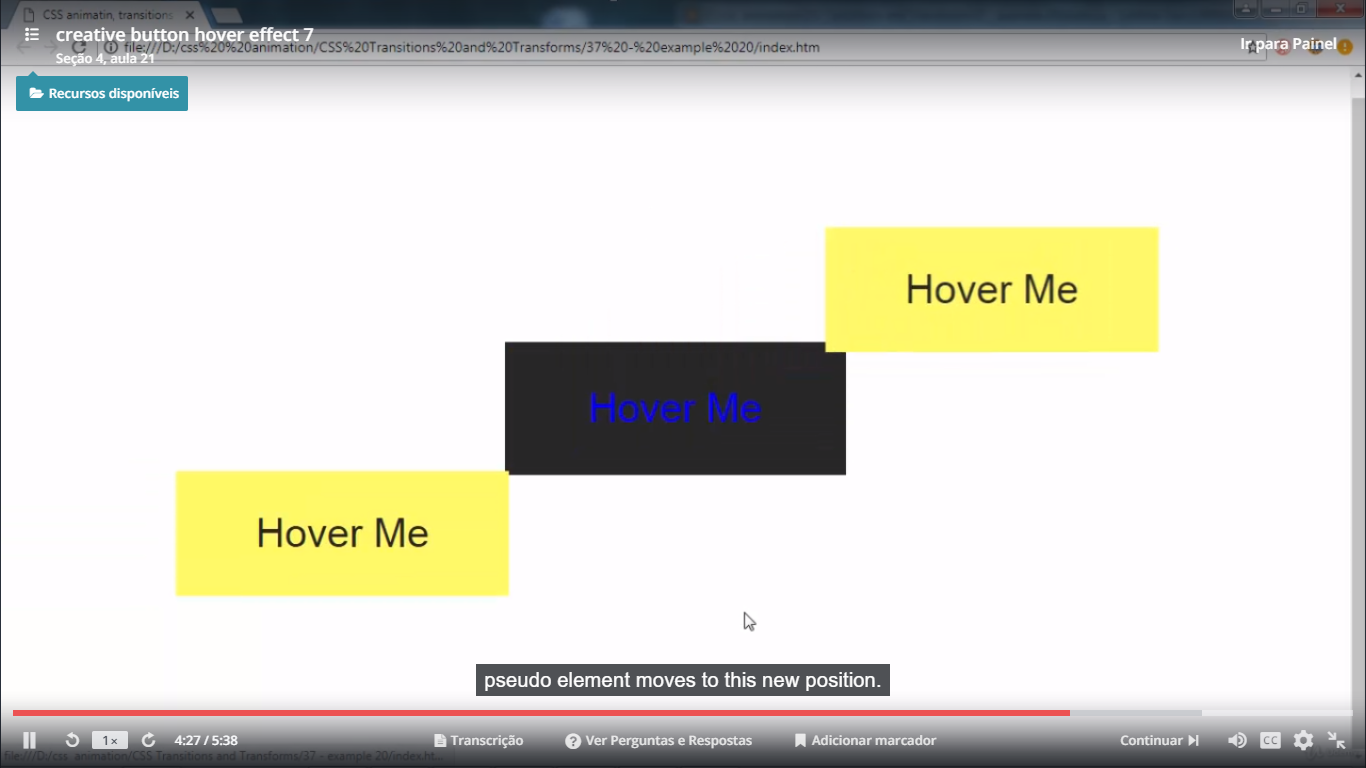 CSS animatin, transitions
creative button hover effect 7
file:///D:/css%20%20animation/CSS%20Transitions%20and%20Transforms/37%20-%20example%2020/index.htm
Ir para Painel
Seção 4, aula 21
Recursos disponíveis
Hover Me
Hover Me
Hover Me
pseudo element moves to this new position.
1×
4:27 / 5:38
Transcrição
Ver Perguntas e Respostas
Adicionar marcador
Continuar
CC
file:///D:/css animation/CSS Transitions and Transforms/37 - example 20/index.ht...